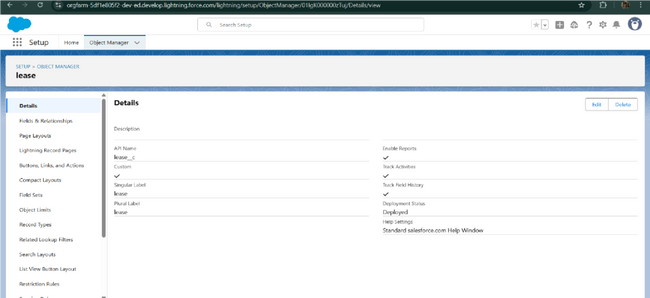 orgfarm-5df1e805f2-dev-ed.develop.lightning.force.com/lightning/setup/ObjectManager/01IgK000000zTuj/Details/view
Search Setup
Setup
Home
Object Manager
SETUP > OBJECT MANAGER
lease
Details
Fields & Relationships
Page Layouts
Lightning Record Pages
Buttons, Links, and Actions
Compact Layouts
Field Sets
Object Limits
Record Types
Related Lookup Filters
Search Layouts
List View Button Layout
Restriction Rules
Details
Edit
Delete
Description
API Name
lease__c
Custom
Singular Label
lease
Plural Label
lease
Enable Reports
Track Activities
Track Field History
Deployment Status
Deployed
Help Settings
Standard salesforce.com Help Window